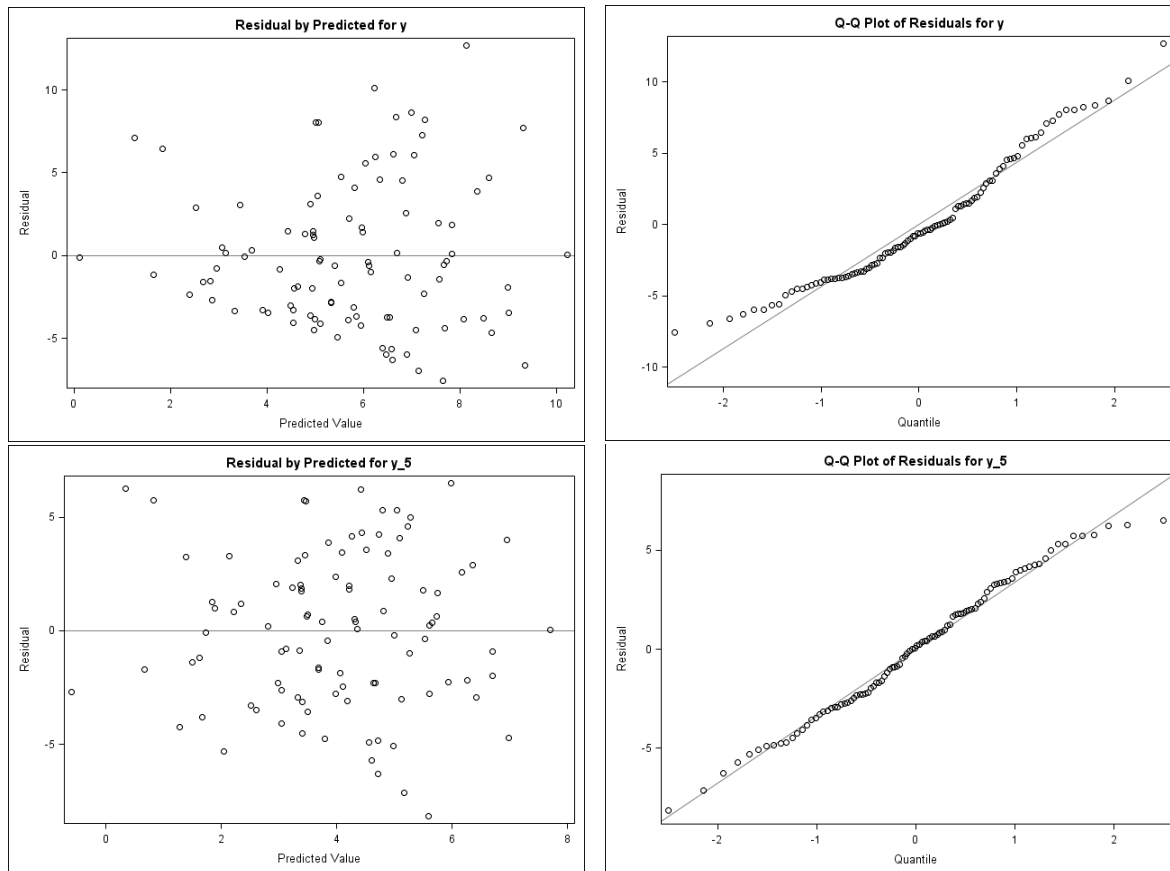 Residual by Predicted for y
10
5
0
-5
Residual
0 2 4 6 8 10
Predicted Value
Q-Q Plot of Residuals for y
10
5
0
-5
-10
Residual
-2 -1 0 1 2
Quantile
Residual by Predicted for y_5
5
0
-5
Residual
0 2 4 6 8
Predicted Value
Q-Q Plot of Residuals for y_5
5
0
-5
Residual
-2 -1 0 1 2
Quantile